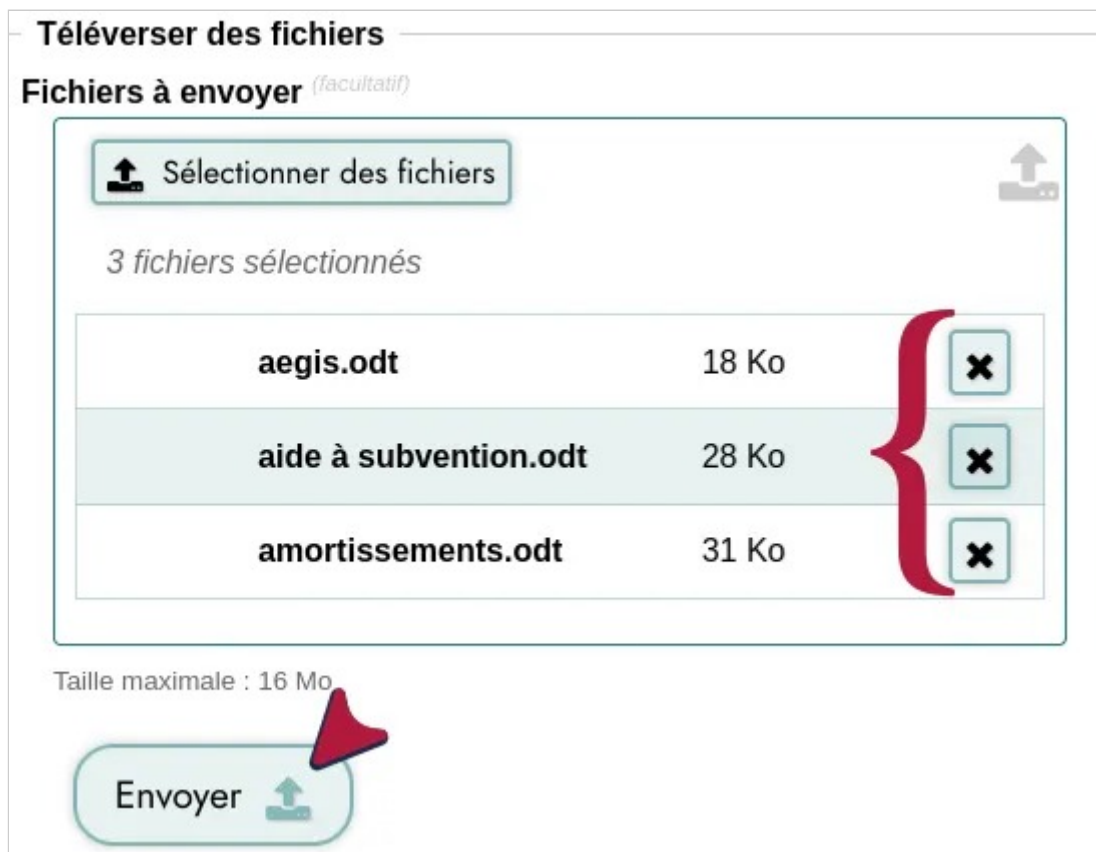 Téléverser des fichiers
Fichiers à envoyer (facultatif)
Sélectionner des fichiers
3 fichiers sélectionnés
aegis.odt 18 Ko
aide à subvention.odt 28 Ko
amortissements.odt 31 Ko
Taille maximale : 16 Mo
Envoyer